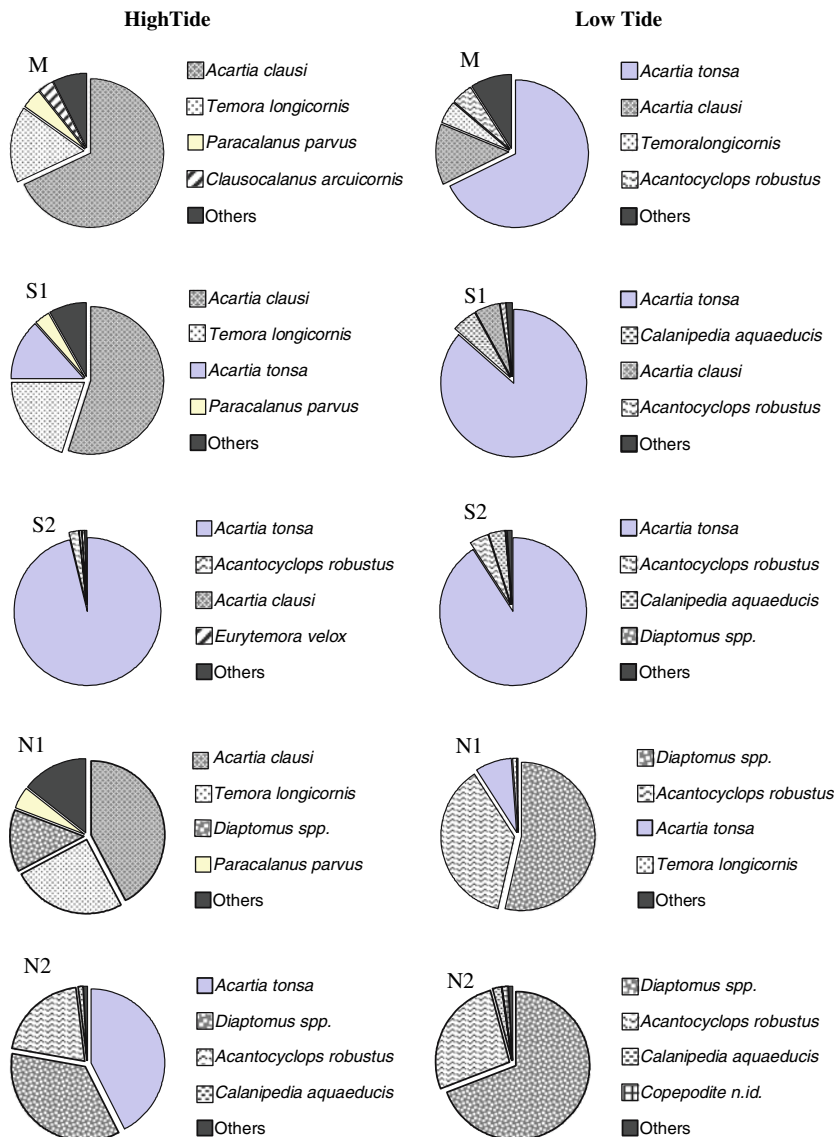 HighTide
Low Tide
M
Acartia clausi
Temora longicornis
Paracalanus parvus
Clausocalanus arcuicornis
Others
M
Acartia tonsa
Acartia clausi
Temoralongicornis
Acantocyclops robustus
Others
S1
Acartia clausi
Temora longicornis
Acartia tonsa
Paracalanus parvus
Others
S1
Acartia tonsa
Calanipedia aquaeducis
Acartia clausi
Acantocyclops robustus
Others
S2
Acartia tonsa
Acantocyclops robustus
Acartia clausi
Eurytemora velox
Others
S2
Acartia tonsa
Acantocyclops robustus
Calanipedia aquaeducis
Diaptomus spp.
Others
N1
Acartia clausi
Temora longicornis
Diaptomus spp.
Paracalanus parvus
Others
N1
Diaptomus spp.
Acantocyclops robustus
Acartia tonsa
Temora longicornis
Others
N2
Acartia tonsa
Diaptomus spp.
Acantocyclops robustus
Calanipedia aquaeducis
Others
N2
Diaptomus spp.
Acantocyclops robustus
Calanipedia aquaeducis
Copepodite n.id.
Others